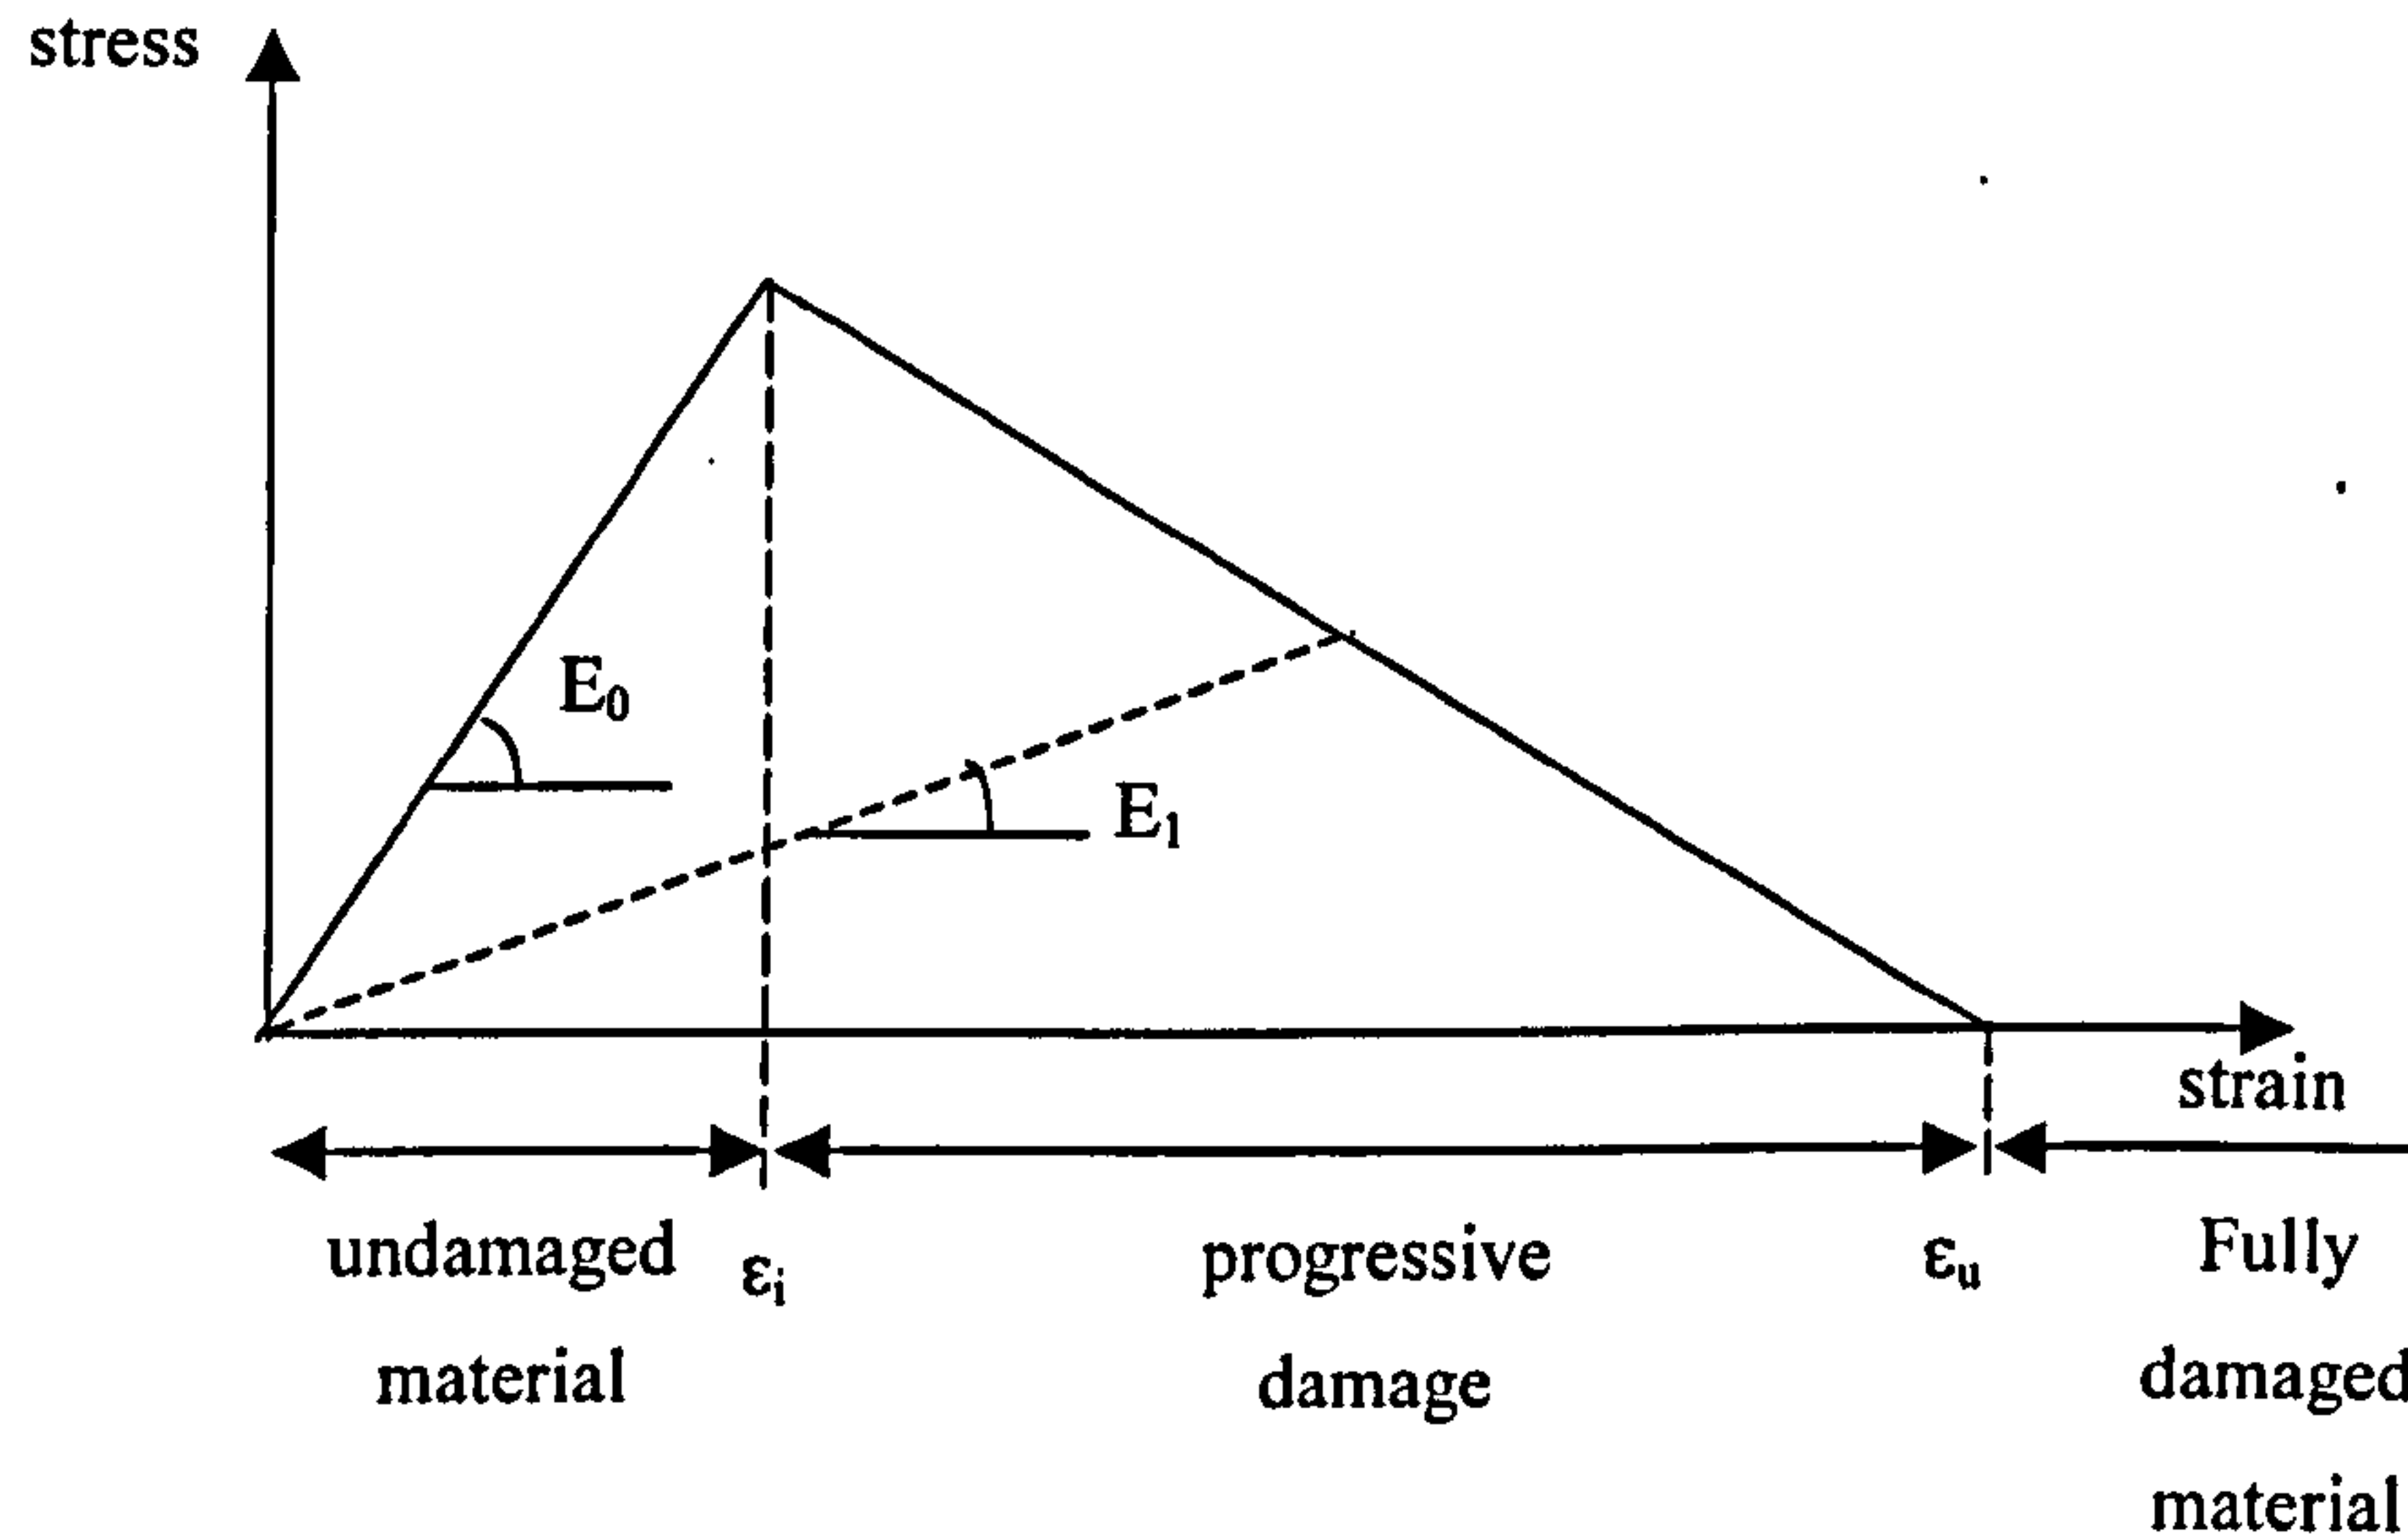 stress
E₀
E₁
strain
undamaged
material
εᵢ
progressive
damage
εᵤ
Fully
damaged
material